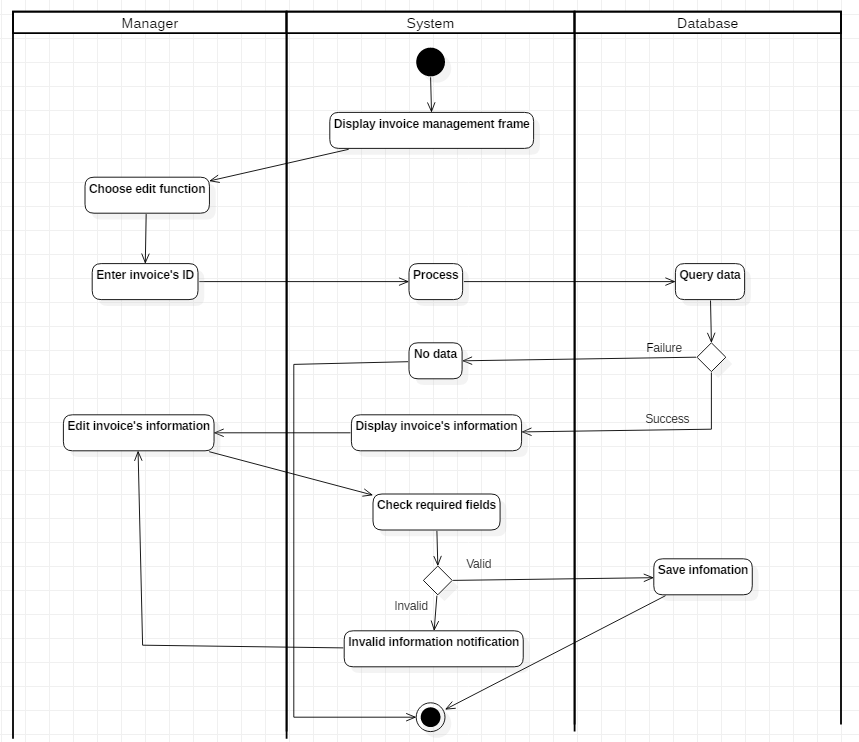 Manager
System
Database
Display invoice management frame
Choose edit function
Enter invoice's ID
Process
Query data
No data
Failure
Edit invoice's information
Display invoice's information
Success
Check required fields
Valid
Save infomation
Invalid
Invalid information notification